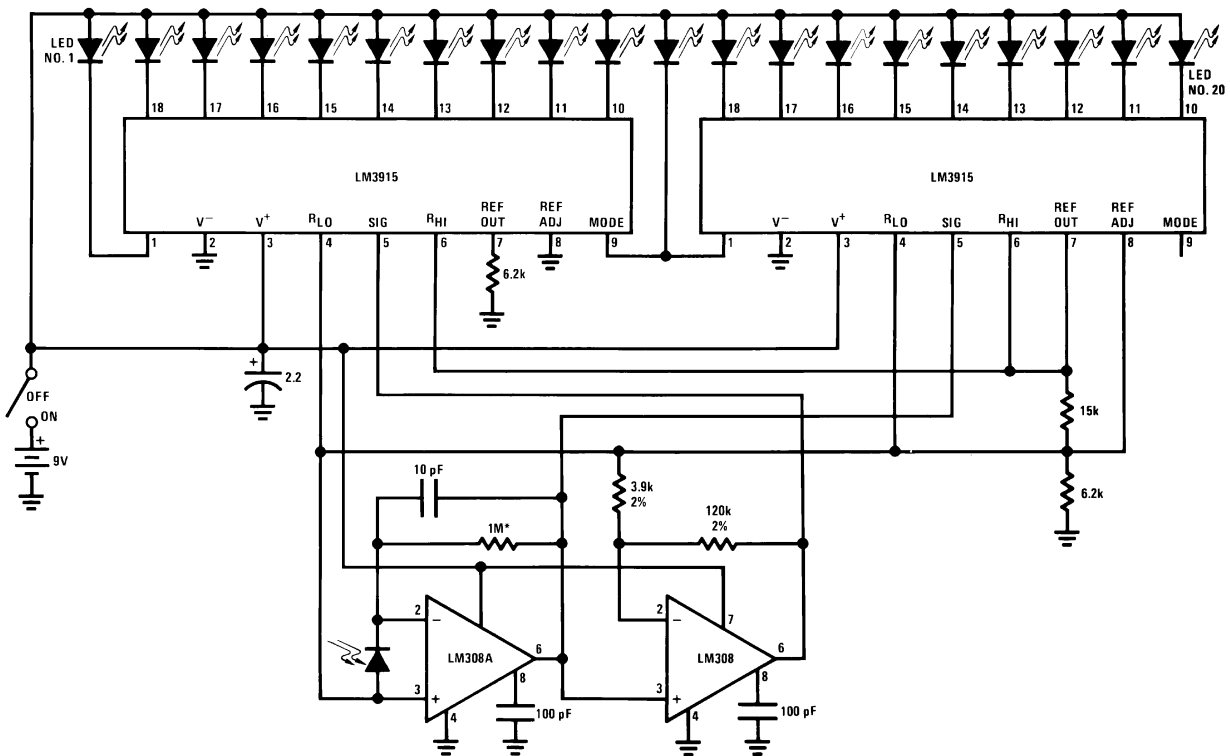 LED
NO. 1
LED
NO. 20
18 17 16 15 14 13 12 11 10
18 17 16 15 14 13 12 11 10
LM3915
LM3915
V− V+ RLO SIG RHI REF OUT REF ADJ MODE
1 2 3 4 5 6 7 8 9
V− V+ RLO SIG RHI REF OUT REF ADJ MODE
1 2 3 4 5 6 7 8 9
6.2k
+
2.2
OFF
ON
+
9V
15k
6.2k
10 pF
3.9k
2%
1M*
120k
2%
2
−
LM308A
6
3
+
8
4
100 pF
2
−
7
LM308
6
3
+
8
4
100 pF